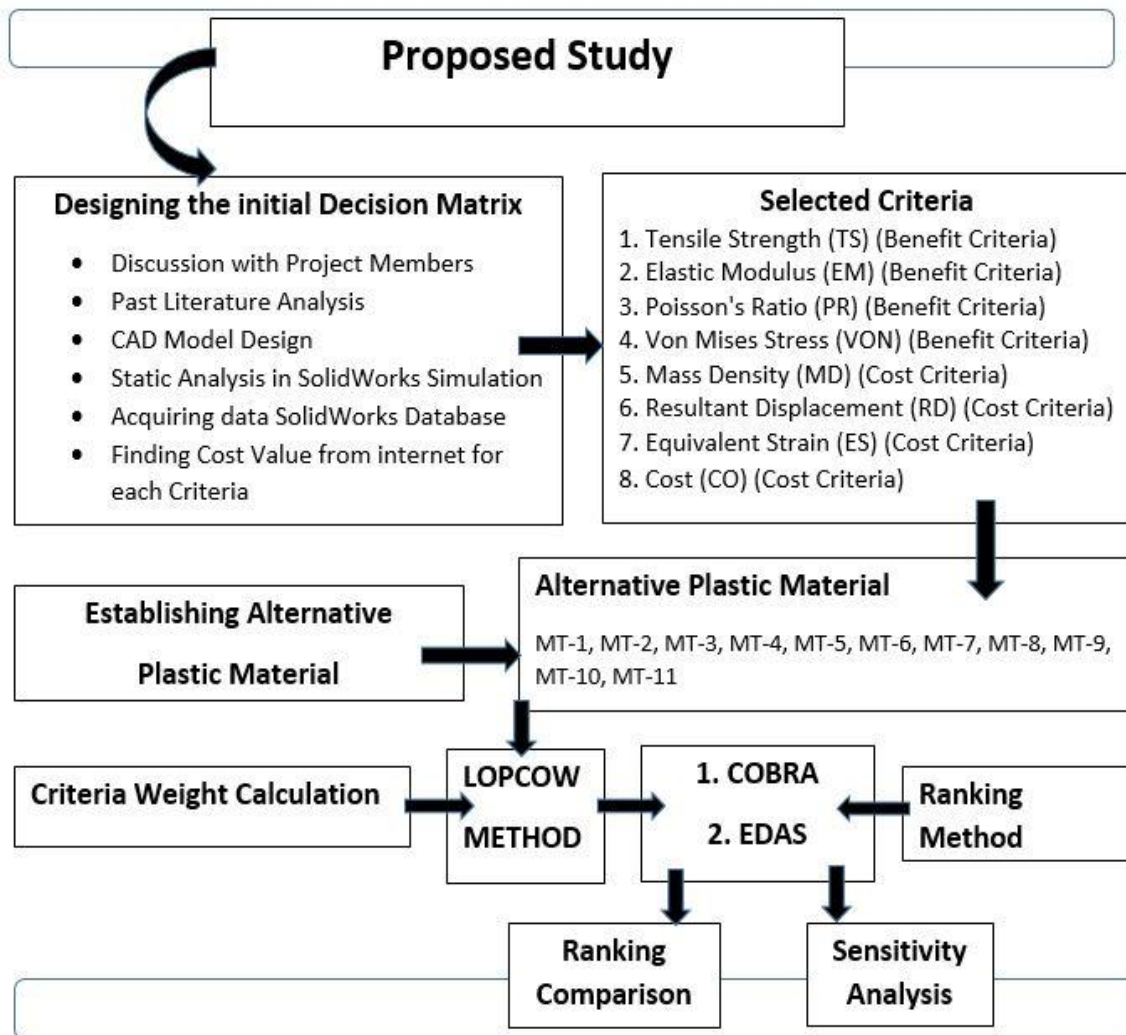 Proposed Study
Designing the initial Decision Matrix
• Discussion with Project Members
• Past Literature Analysis
• CAD Model Design
• Static Analysis in SolidWorks Simulation
• Acquiring data SolidWorks Database
• Finding Cost Value from internet for
each Criteria
Selected Criteria
1. Tensile Strength (TS) (Benefit Criteria)
2. Elastic Modulus (EM) (Benefit Criteria)
3. Poisson's Ratio (PR) (Benefit Criteria)
4. Von Mises Stress (VON) (Benefit Criteria)
5. Mass Density (MD) (Cost Criteria)
6. Resultant Displacement (RD) (Cost Criteria)
7. Equivalent Strain (ES) (Cost Criteria)
8. Cost (CO) (Cost Criteria)
Establishing Alternative
Plastic Material
Alternative Plastic Material
MT-1, MT-2, MT-3, MT-4, MT-5, MT-6, MT-7, MT-8, MT-9,
MT-10, MT-11
Criteria Weight Calculation
LOPCOW
METHOD
1. COBRA
2. EDAS
Ranking
Method
Ranking
Comparison
Sensitivity
Analysis